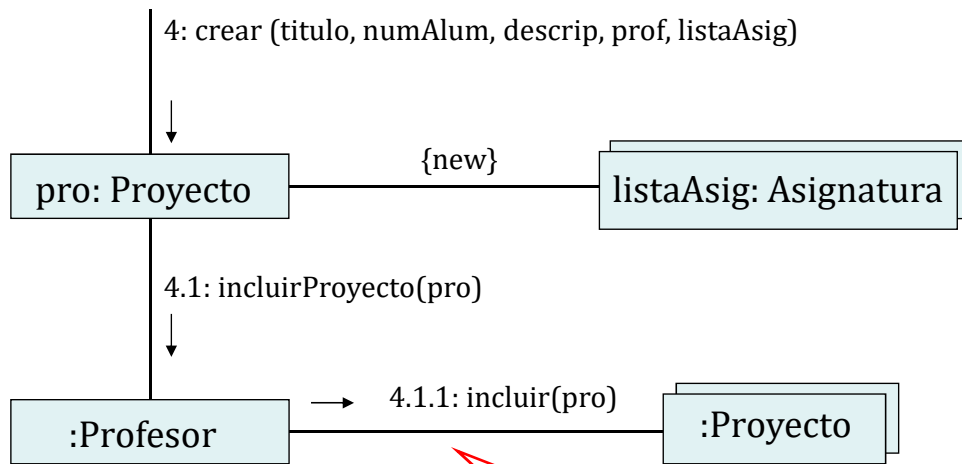 4: crear (titulo, numAlum, descrip, prof, listaAsig)
{new}
pro: Proyecto
listaAsig: Asignatura
4.1: incluirProyecto(pro)
4.1.1: incluir(pro)
:Profesor
:Proyecto